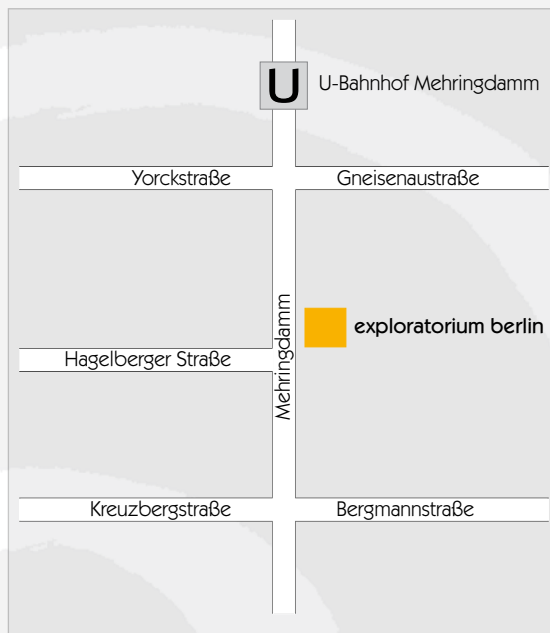 U
U-Bahnhof Mehringdamm
Yorckstraße
Gneisenaustraße
Mehringdamm
exploratorium berlin
Hagelberger Straße
Kreuzbergstraße
Bergmannstraße